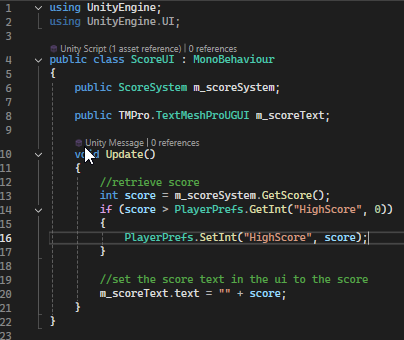 1 using UnityEngine;
2 using UnityEngine.UI;
3
Unity Script (1 asset reference) | 0 references
4 public class ScoreUI : MonoBehaviour
5 {
6 public ScoreSystem m_scoreSystem;
7
8 public TMPro.TextMeshProUGUI m_scoreText;
9
Unity Message | 0 references
10 void Update()
11 {
12 //retrieve score
13 int score = m_scoreSystem.GetScore();
14 if (score > PlayerPrefs.GetInt("HighScore", 0))
15 {
16 PlayerPrefs.SetInt("HighScore", score);
17 }
18
19 //set the score text in the ui to the score
20 m_scoreText.text = "" + score;
21 }
22 }
23